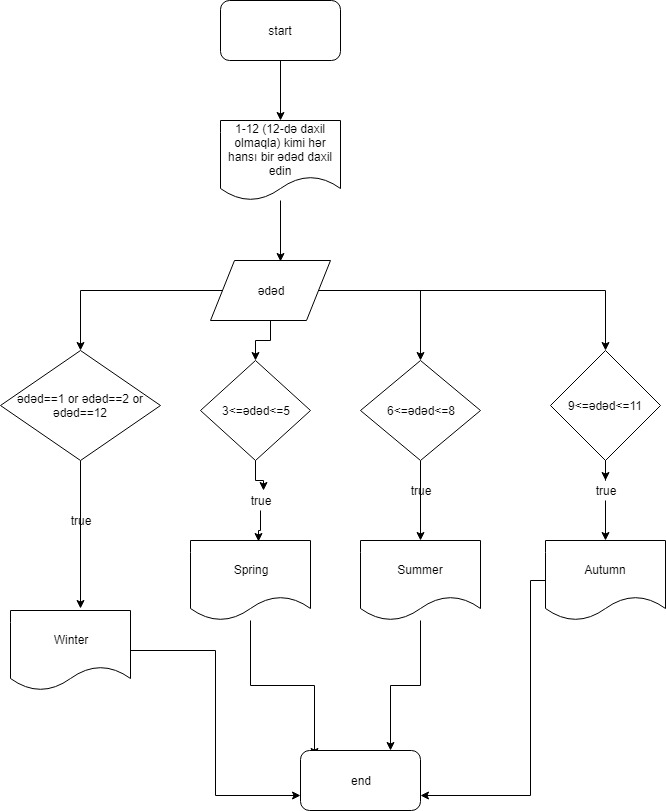 start
1-12 (12-də daxil
olmaqla) kimi hər
hansı bir ədəd daxil
edin
ədəd
ədəd==1 or ədəd==2 or
ədəd==12
3<=ədəd<=5
6<=ədəd<=8
9<=ədəd<=11
true
true
true
true
Spring
Summer
Autumn
Winter
end